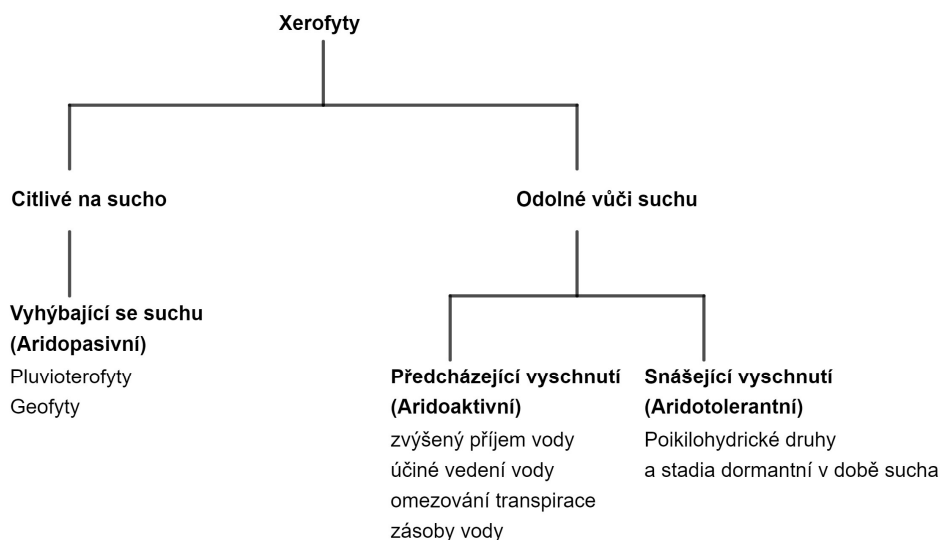 Xerofyty
Citlivé na sucho
Odolné vůči suchu
Vyhýbající se suchu
(Aridopasivní)
Pluvioterofyty
Geofyty
Předcházející vyschnutí
(Aridoaktivní)
zvýšený příjem vody
účiné vedení vody
omezování transpirace
zásoby vody
Snášející vyschnutí
(Aridotolerantní)
Poikilohydrické druhy
a stadia dormantní v době sucha